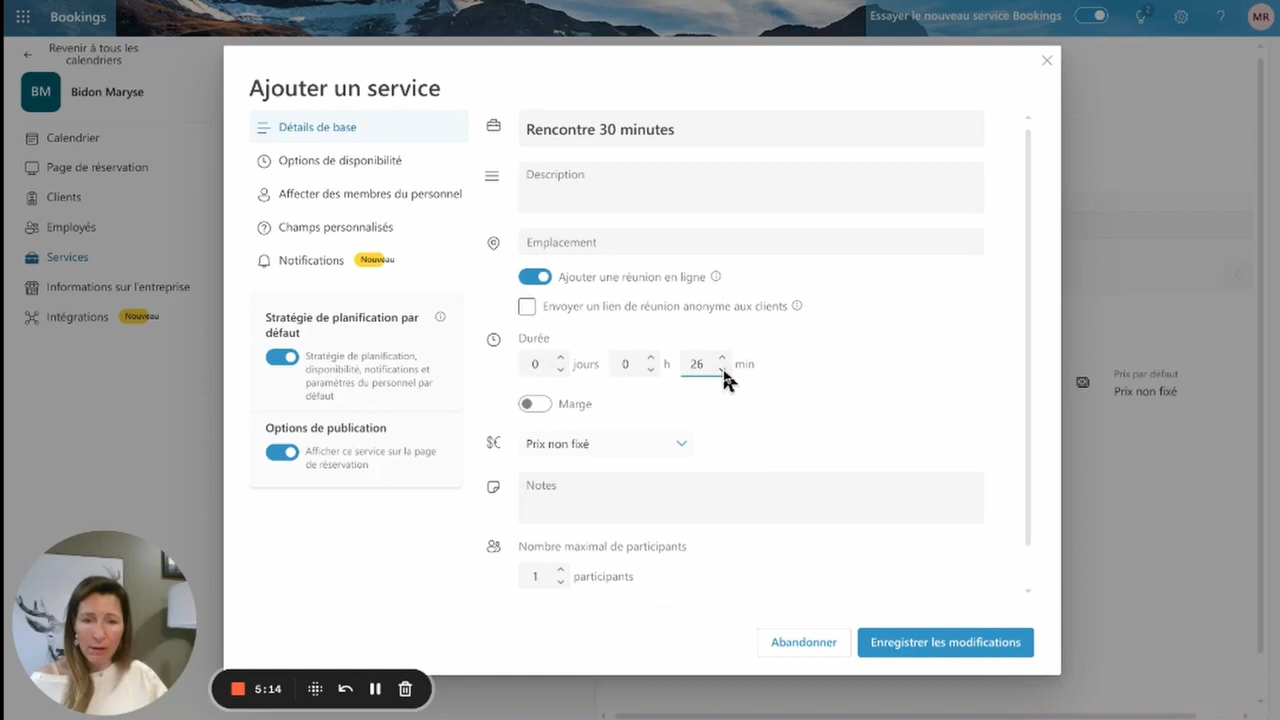 Bookings
Essayer le nouveau service Bookings
2
?
MR
Revenir à tous les
calendriers
BM
Bidon Maryse
Calendrier
Page de réservation
Clients
Employés
Services
Informations sur l'entreprise
Intégrations
Nouveau
Ajouter un service
Détails de base
Options de disponibilité
Affecter des membres du personnel
Champs personnalisés
Notifications
Nouveau
Stratégie de planification par
défaut
Stratégie de planification,
disponibilité, notifications et
paramètres du personnel par
défaut
Options de publication
Afficher ce service sur la page
de réservation
Rencontre 30 minutes
Description
Emplacement
Ajouter une réunion en ligne
Envoyer un lien de réunion anonyme aux clients
Durée
0 jours 0 h 26 min
Marge
$€
Prix non fixé
Notes
Nombre maximal de participants
1 participants
Abandonner
Enregistrer les modifications
Prix par défaut
Prix non fixé
5:14